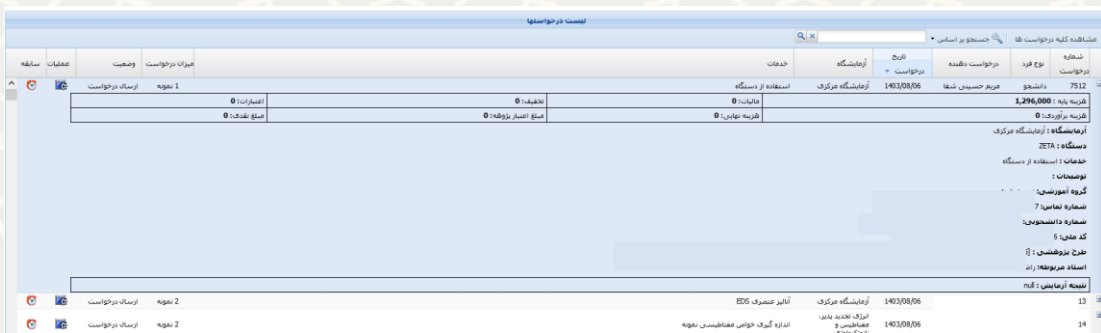 لیست درخواستها
مشاهده کلیه درخواست ها جستجو بر اساس
شماره درخواست نوع فرد درخواست دهنده تاریخ درخواست آزمایشگاه خدمات میزان درخواست وضعیت عملیات سابقه
7512 دانشجو مریم حسینی شفا 1403/08/06 آزمایشگاه مرکزی استفاده از دستگاه 1 نمونه ارسال درخواست
هزینه پایه : 1,296,000 مالیات: 0 تخفیف: 0 اعتبارات: 0
هزینه برآوردی: 0 هزینه نهایی: 0 مبلغ اعتبار پژوهه: 0 مبلغ نقدی: 0
آزمایشگاه : آزمایشگاه مرکزی
دستگاه : ZETA
خدمات : استفاده از دستگاه
توضیحات :
گروه آموزشی:
شماره تماس: 7
شماره دانشجویی:
کد ملی: 6
طرح پژوهشی :
استاد مربوطه:
نتیجه آزمایش : null
13 1403/08/06 آزمایشگاه مرکزی آنالیز عنصری EDS 2 نمونه ارسال درخواست
14 1403/08/06 انرژی تجدید پذیر، مغناطیس و اندازه گیری خواص مغناطیسی نمونه 2 نمونه ارسال درخواست